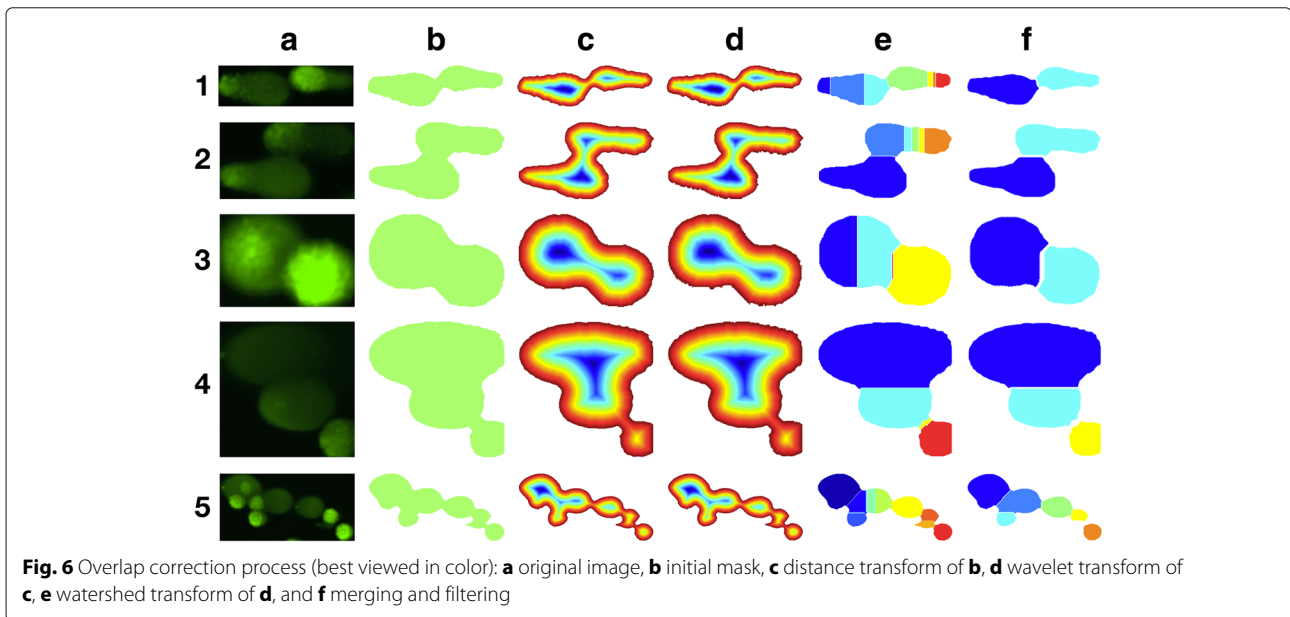 a b c d e f
1
2
3
4
5
Fig. 6 Overlap correction process (best viewed in color): a original image, b initial mask, c distance transform of b, d wavelet transform of
c, e watershed transform of d, and f merging and filtering